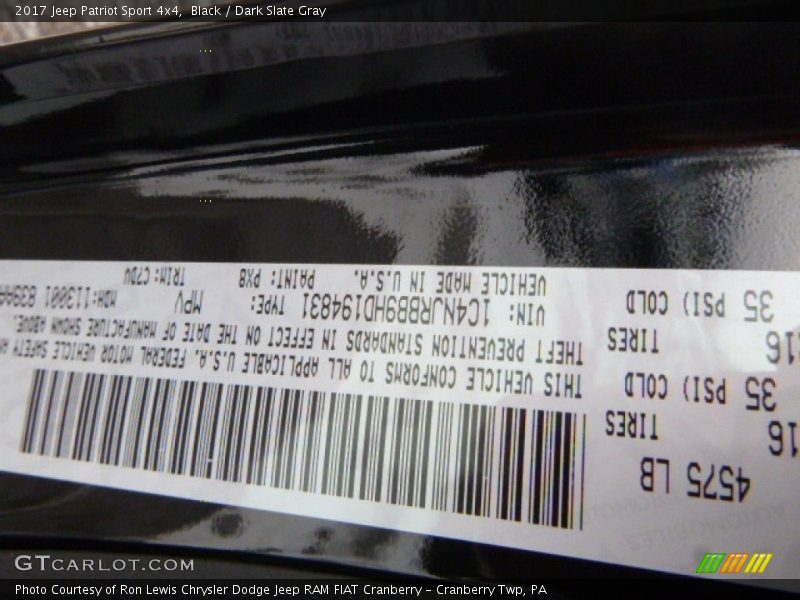 2017 Jeep Patriot Sport 4x4, Black / Dark Slate Gray
4575 LB
16 TIRES
35 PSI) COLD
16 TIRES
35 PSI) COLD
THIS VEHICLE CONFORMS TO ALL APPLICABLE U.S.A. FEDERAL MOTOR VEHICLE SAFETY
THEFT PREVENTION STANDARDS IN EFFECT ON THE DATE OF MANUFACTURE SHOWN ABOVE.
VIN: 1C4NJRBB9HD194831 TYPE: MPV MDH:113001
VEHICLE MADE IN U.S.A. PAINT: PX8 TRIM: C7DV
GTCARLOT.COM
Photo Courtesy of Ron Lewis Chrysler Dodge Jeep RAM FIAT Cranberry - Cranberry Twp, PA